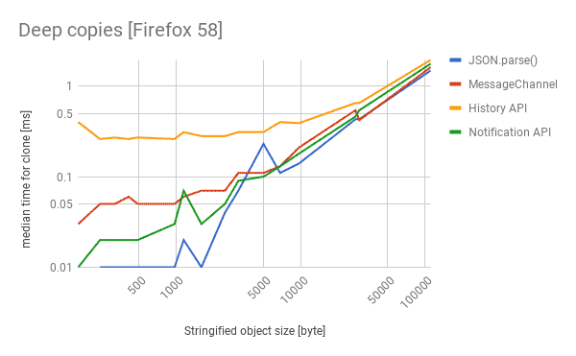 Deep copies [Firefox 58]
JSON.parse()
MessageChannel
History API
Notification API
median time for clone [ms]
1
0.5
0.1
0.05
0.01
500
1000
5000
10000
50000
100000
Stringified object size [byte]